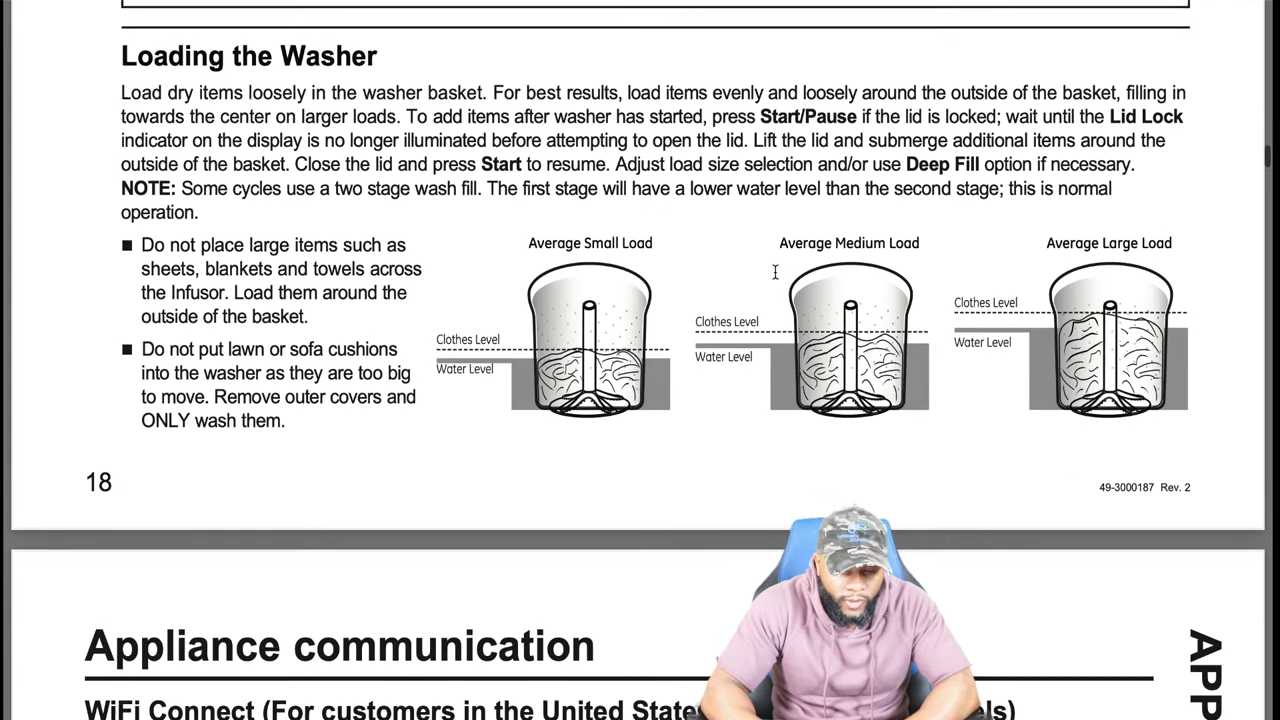 Loading the Washer
Load dry items loosely in the washer basket. For best results, load items evenly and loosely around the outside of the basket, filling in
towards the center on larger loads. To add items after washer has started, press Start/Pause if the lid is locked; wait until the Lid Lock
indicator on the display is no longer illuminated before attempting to open the lid. Lift the lid and submerge additional items around the
outside of the basket. Close the lid and press Start to resume. Adjust load size selection and/or use Deep Fill option if necessary.
NOTE: Some cycles use a two stage wash fill. The first stage will have a lower water level than the second stage; this is normal
operation.
■ Do not place large items such as
sheets, blankets and towels across
the Infusor. Load them around the
outside of the basket.
■ Do not put lawn or sofa cushions
into the washer as they are too big
to move. Remove outer covers and
ONLY wash them.
Average Small Load
Clothes Level
Water Level
Average Medium Load
Clothes Level
Water Level
Average Large Load
Clothes Level
Water Level
18
49-3000187 Rev. 2
Appliance communication
WiFi Connect (For customers in the United State
ls)
APP